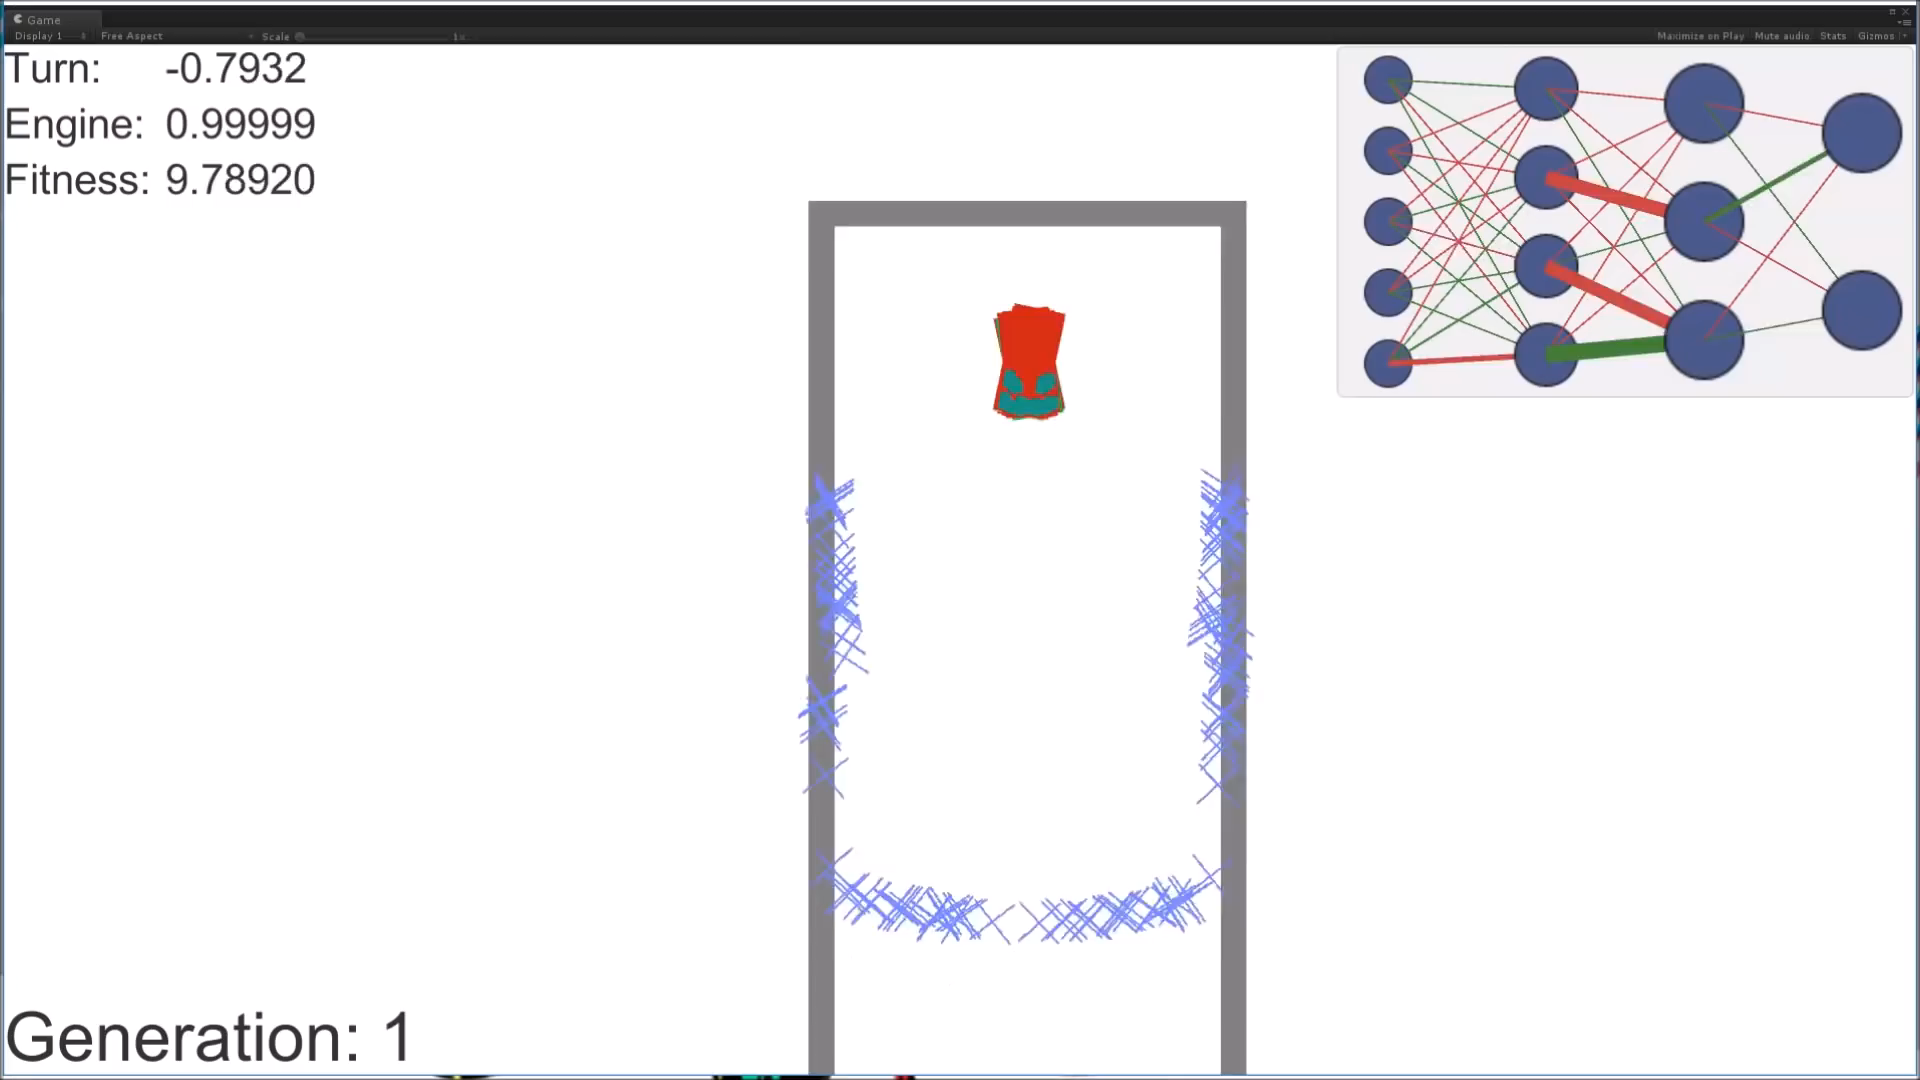 Game
Display 1 Free Aspect Scale 1x Maximize on Play Mute audio Stats Gizmos
Turn: -0.7932
Engine: 0.99999
Fitness: 9.78920
Generation: 1